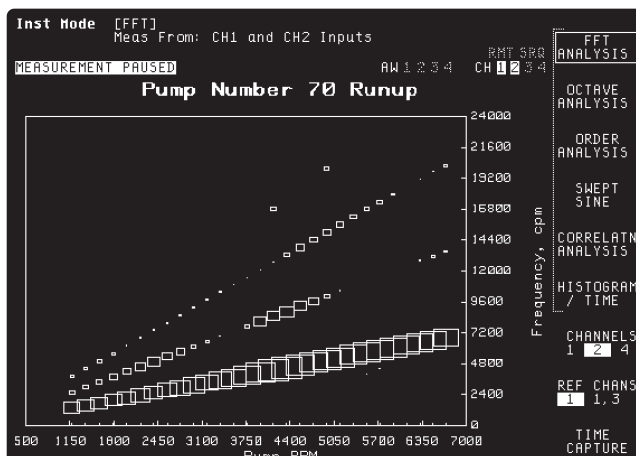 Inst Mode [FFT]
Meas From: CH1 and CH2 Inputs
RMT SRQ
MEASUREMENT PAUSED AW 1 2 3 4 CH 1 2 3 4
Pump Number 70 Runup
24000
21600
19200
16800
14400
12000
9600
7200
4800
2400
0
Frequency, cpm
500 1150 1800 2450 3100 3750 4400 5050 5700 6350 7000
Pump RPM
FFT
ANALYSIS
OCTAVE
ANALYSIS
ORDER
ANALYSIS
SWEPT
SINE
CORRELATN
ANALYSIS
HISTOGRAM
/ TIME
CHANNELS
1 2 4
REF CHANS
1 1,3
TIME
CAPTURE